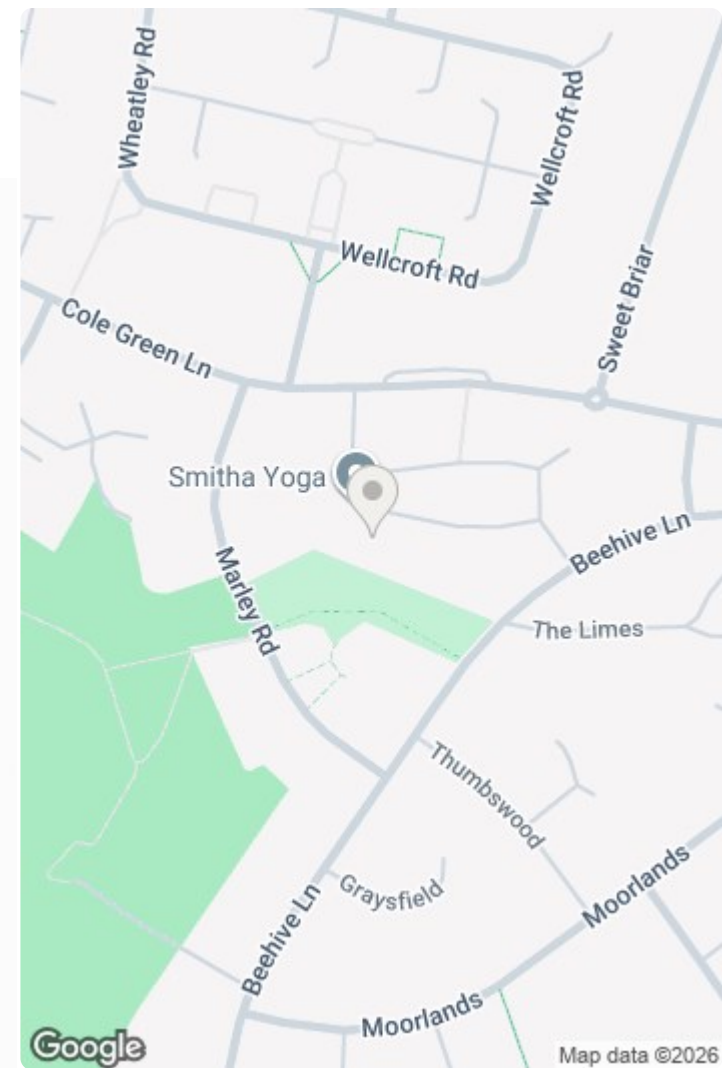 Wheatley Rd
Wellcroft Rd
Wellcroft Rd
Sweet Briar
Cole Green Ln
Smitha Yoga
Beehive Ln
Marley Rd
The Limes
Thumbswood
Graysfield
Moorlands
Beehive Ln
Moorlands
Google
Map data ©2026